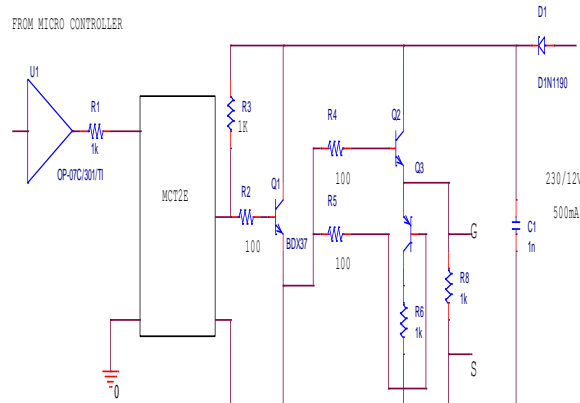 FROM MICRO CONTROLLER
D1
U1
D1N1190
R1
1k
OP-07C/301/TI
MCT2E
R3
1K
R2
100
Q1
BDX37
R4
100
R5
100
Q2
Q3
R6
1k
R8
1k
G
S
C1
1n
230/12V
500mA
0